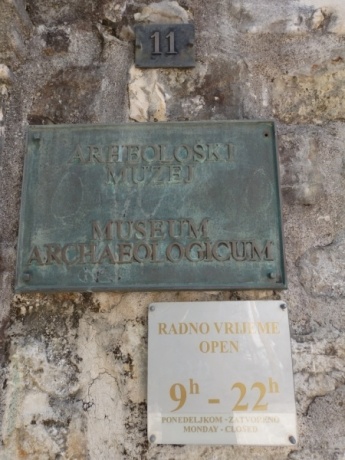 11
ARHEOLOŠKI
MUZEJ
MUSEUM
ARCHAEOLOGICUM
RADNO VRIJEME
OPEN
9h - 22h
PONEDJELJKOM - ZATVORENO
MONDAY - CLOSED